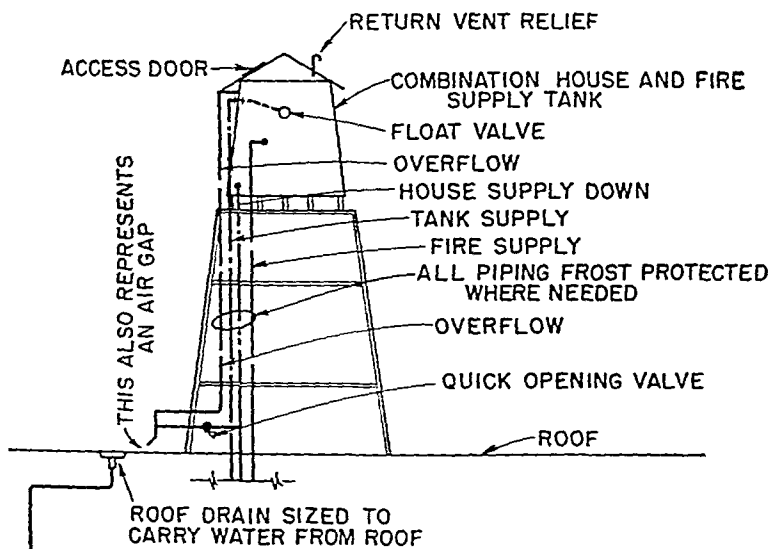 RETURN VENT RELIEF
ACCESS DOOR
COMBINATION HOUSE AND FIRE
SUPPLY TANK
FLOAT VALVE
OVERFLOW
HOUSE SUPPLY DOWN
TANK SUPPLY
FIRE SUPPLY
ALL PIPING FROST PROTECTED
WHERE NEEDED
OVERFLOW
THIS ALSO REPRESENTS
AN AIR GAP
QUICK OPENING VALVE
ROOF
ROOF DRAIN SIZED TO
CARRY WATER FROM ROOF